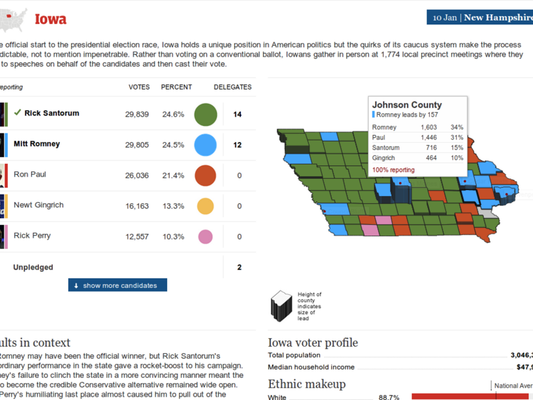 Iowa
10 Jan | New Hampshire
official start to the presidential election race, Iowa holds a unique position in American politics but the quirks of its caucus system make the process
dictable, not to mention impenetrable. Rather than voting on a conventional ballot, Iowans gather in person at 1,774 local precinct meetings where they
to speeches on behalf of the candidates and then cast their vote.
eporting VOTES PERCENT DELEGATES
Rick Santorum 29,839 24.6% 14
Mitt Romney 29,805 24.5% 12
Ron Paul 26,036 21.4% 0
Newt Gingrich 16,163 13.3% 0
Rick Perry 12,557 10.3% 0
Unpledged 2
show more candidates
Johnson County
Romney leads by 157
Romney 1,603 34%
Paul 1,446 31%
Santorum 716 15%
Gingrich 464 10%
100% reporting
Height of
county
indicates
size of
lead
ults in context
Romney may have been the official winner, but Rick Santorum's
ordinary performance in the state gave a rocket-boost to his campaign.
ey's failure to clinch the state in a more convincing manner meant the
to become the credible Conservative alternative remained wide open.
Perry's humiliating last place almost caused him to pull out of the
Iowa voter profile
Total population 3,046,3
Median household income $47,9
Ethnic makeup
National Aver
White 88.7%